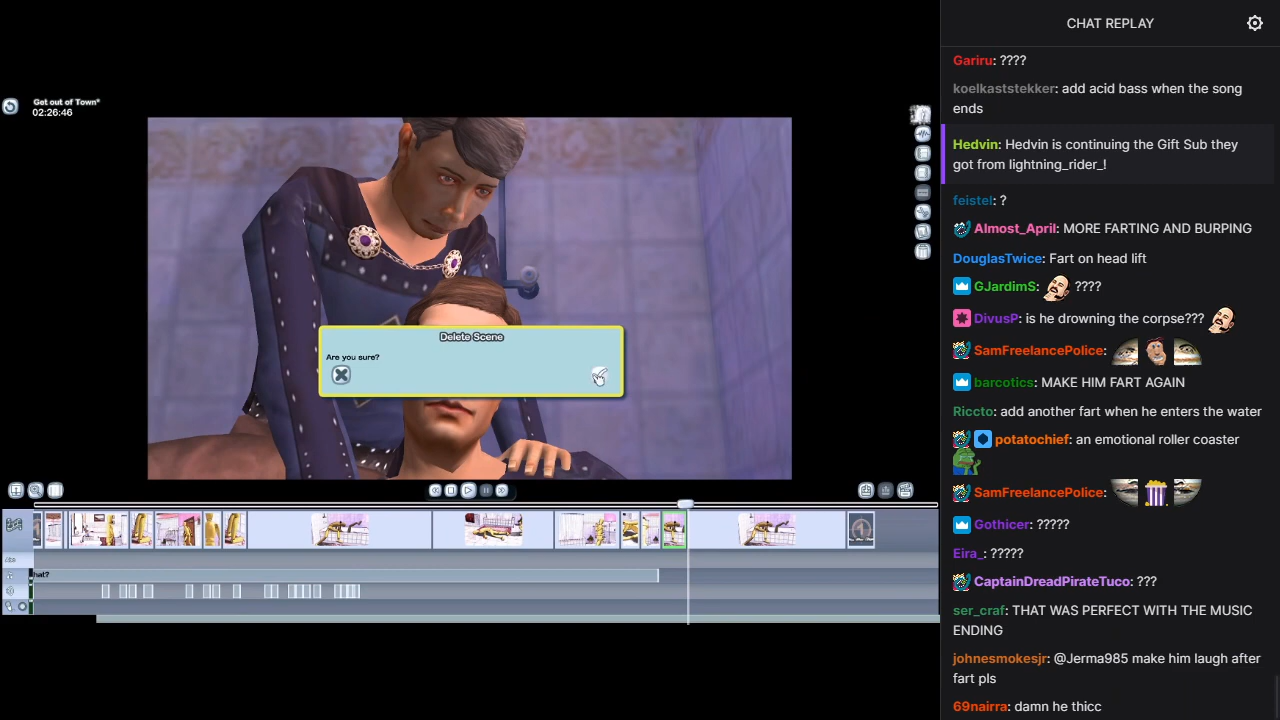 Get out of Town*
02:26:46
Delete Scene
Are you sure?
hat?
CHAT REPLAY
Gariru: ????
koelkaststekker: add acid bass when the song
ends
Hedvin: Hedvin is continuing the Gift Sub they
got from lightning_rider_!
feistel: ?
Almost_April: MORE FARTING AND BURPING
DouglasTwice: Fart on head lift
GJardimS: ????
DivusP: is he drowning the corpse???
SamFreelancePolice:
barcotics: MAKE HIM FART AGAIN
Riccto: add another fart when he enters the water
potatochief: an emotional roller coaster
SamFreelancePolice:
Gothicer: ?????
Eira_: ?????
CaptainDreadPirateTuco: ???
ser_craf: THAT WAS PERFECT WITH THE MUSIC
ENDING
johnesmokesjr: @Jerma985 make him laugh after
fart pls
69nairra: damn he thicc